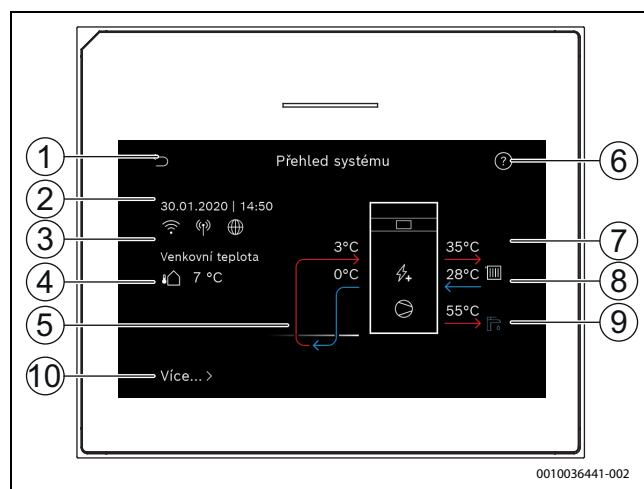 1
Přehled systému
?
6
2
30.01.2020 | 14:50
3
Venkovní teplota
4
7 °C
3°C
35°C
7
0°C
28°C
8
5
55°C
9
10
Více... >
0010036441-002